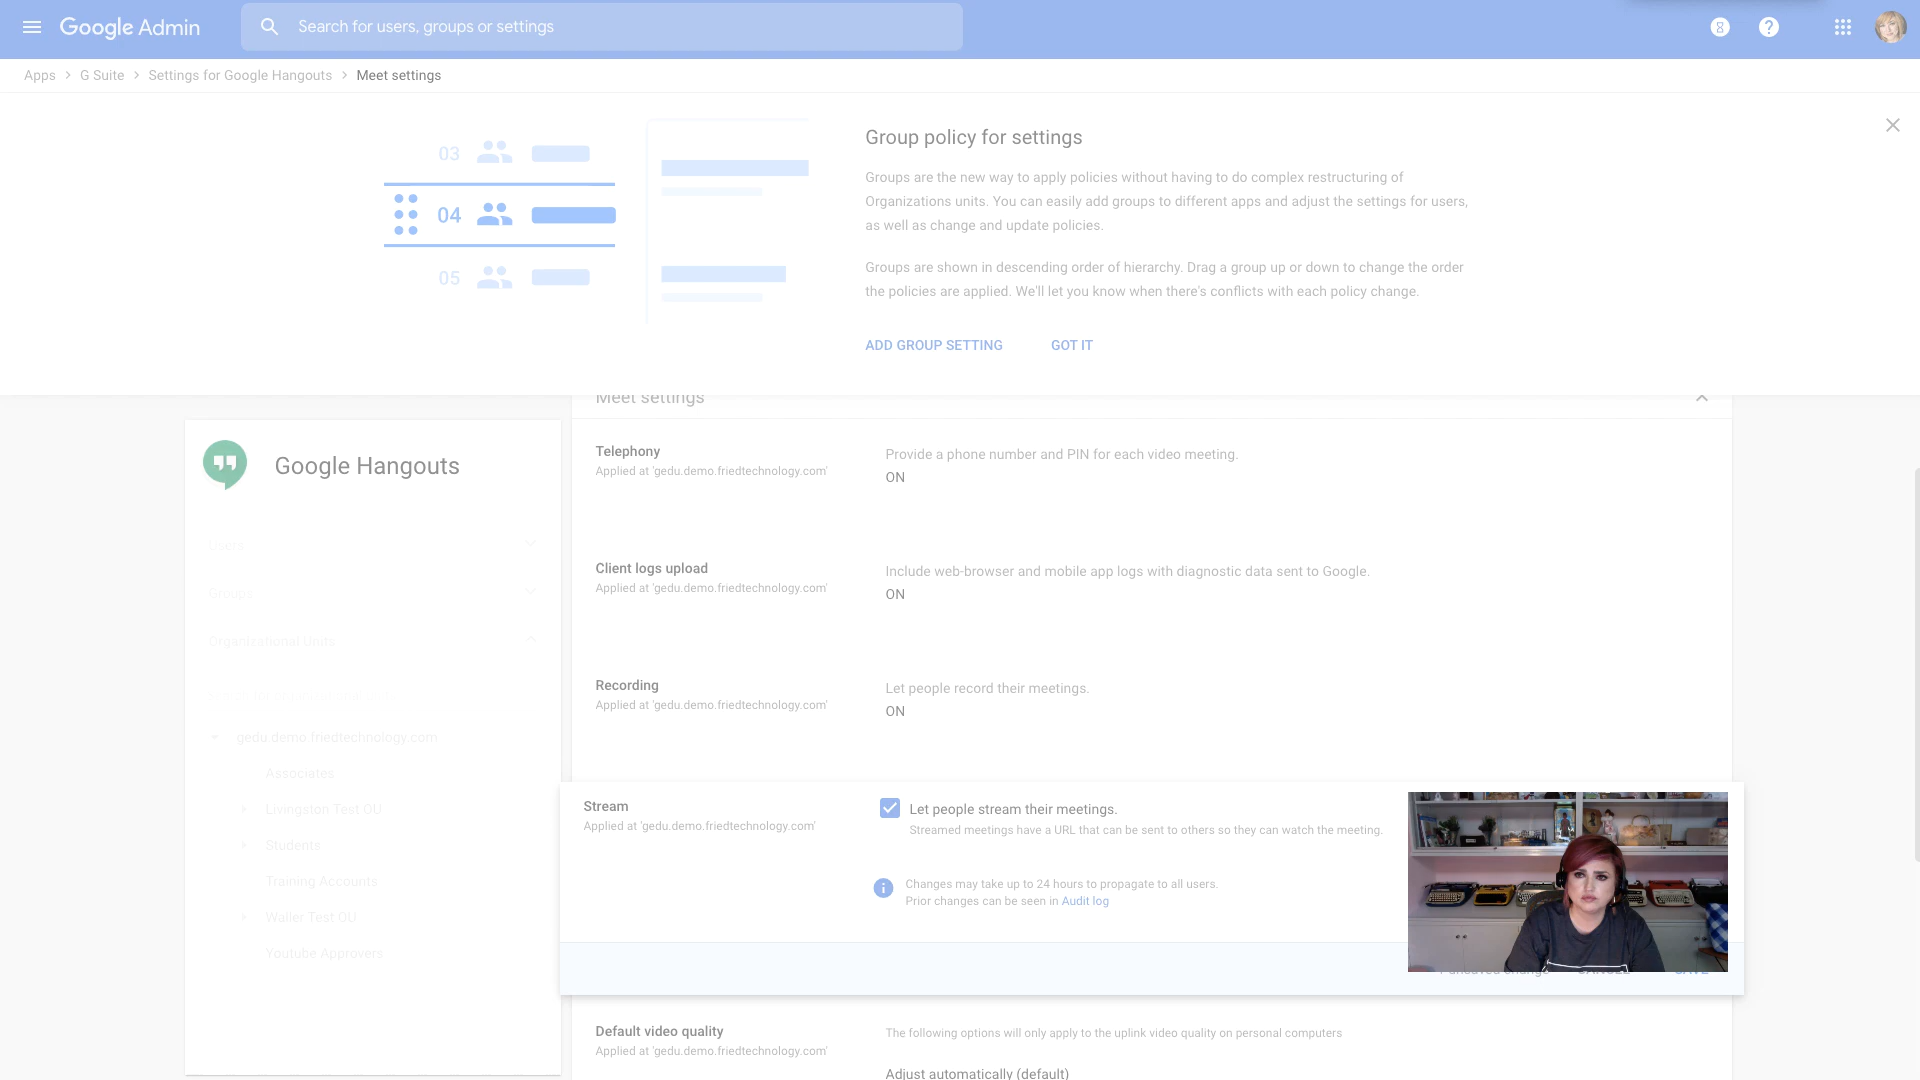 Google Admin
Search for users, groups or settings
Apps > G Suite > Settings for Google Hangouts > Meet settings
03
04
05
Group policy for settings
Groups are the new way to apply policies without having to do complex restructuring of
Organizations units. You can easily add groups to different apps and adjust the settings for users,
as well as change and update policies.
Groups are shown in descending order of hierarchy. Drag a group up or down to change the order
the policies are applied. We'll let you know when there's conflicts with each policy change.
ADD GROUP SETTING GOT IT
Meet settings
Google Hangouts
Users
Groups
Organizational Units
gedu.demo.friedtechnology.com
Associates
Livingston Test OU
Students
Training Accounts
Waller Test OU
Youtube Approvers
Telephony
Applied at 'gedu.demo.friedtechnology.com'
Provide a phone number and PIN for each video meeting.
ON
Client logs upload
Applied at 'gedu.demo.friedtechnology.com'
Include web-browser and mobile app logs with diagnostic data sent to Google.
ON
Recording
Applied at 'gedu.demo.friedtechnology.com'
Let people record their meetings.
ON
Stream
Applied at 'gedu.demo.friedtechnology.com'
Let people stream their meetings.
Streamed meetings have a URL that can be sent to others so they can watch the meeting.
Changes may take up to 24 hours to propagate to all users.
Prior changes can be seen in Audit log
CANCEL SAVE
Default video quality
Applied at 'gedu.demo.friedtechnology.com'
The following options will only apply to the uplink video quality on personal computers
Adjust automatically (default)